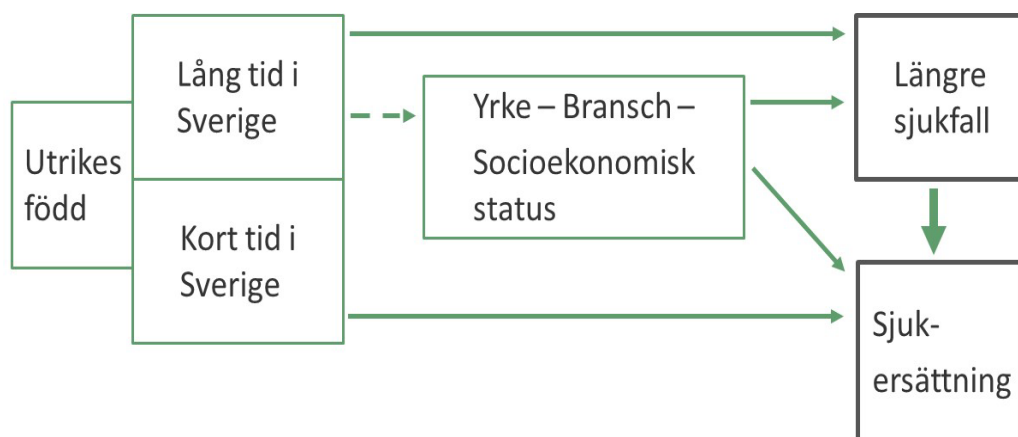 Utrikes
född
Lång tid i
Sverige
Kort tid i
Sverige
Yrke – Bransch –
Socioekonomisk
status
Längre
sjukfall
Sjuk-
ersättning